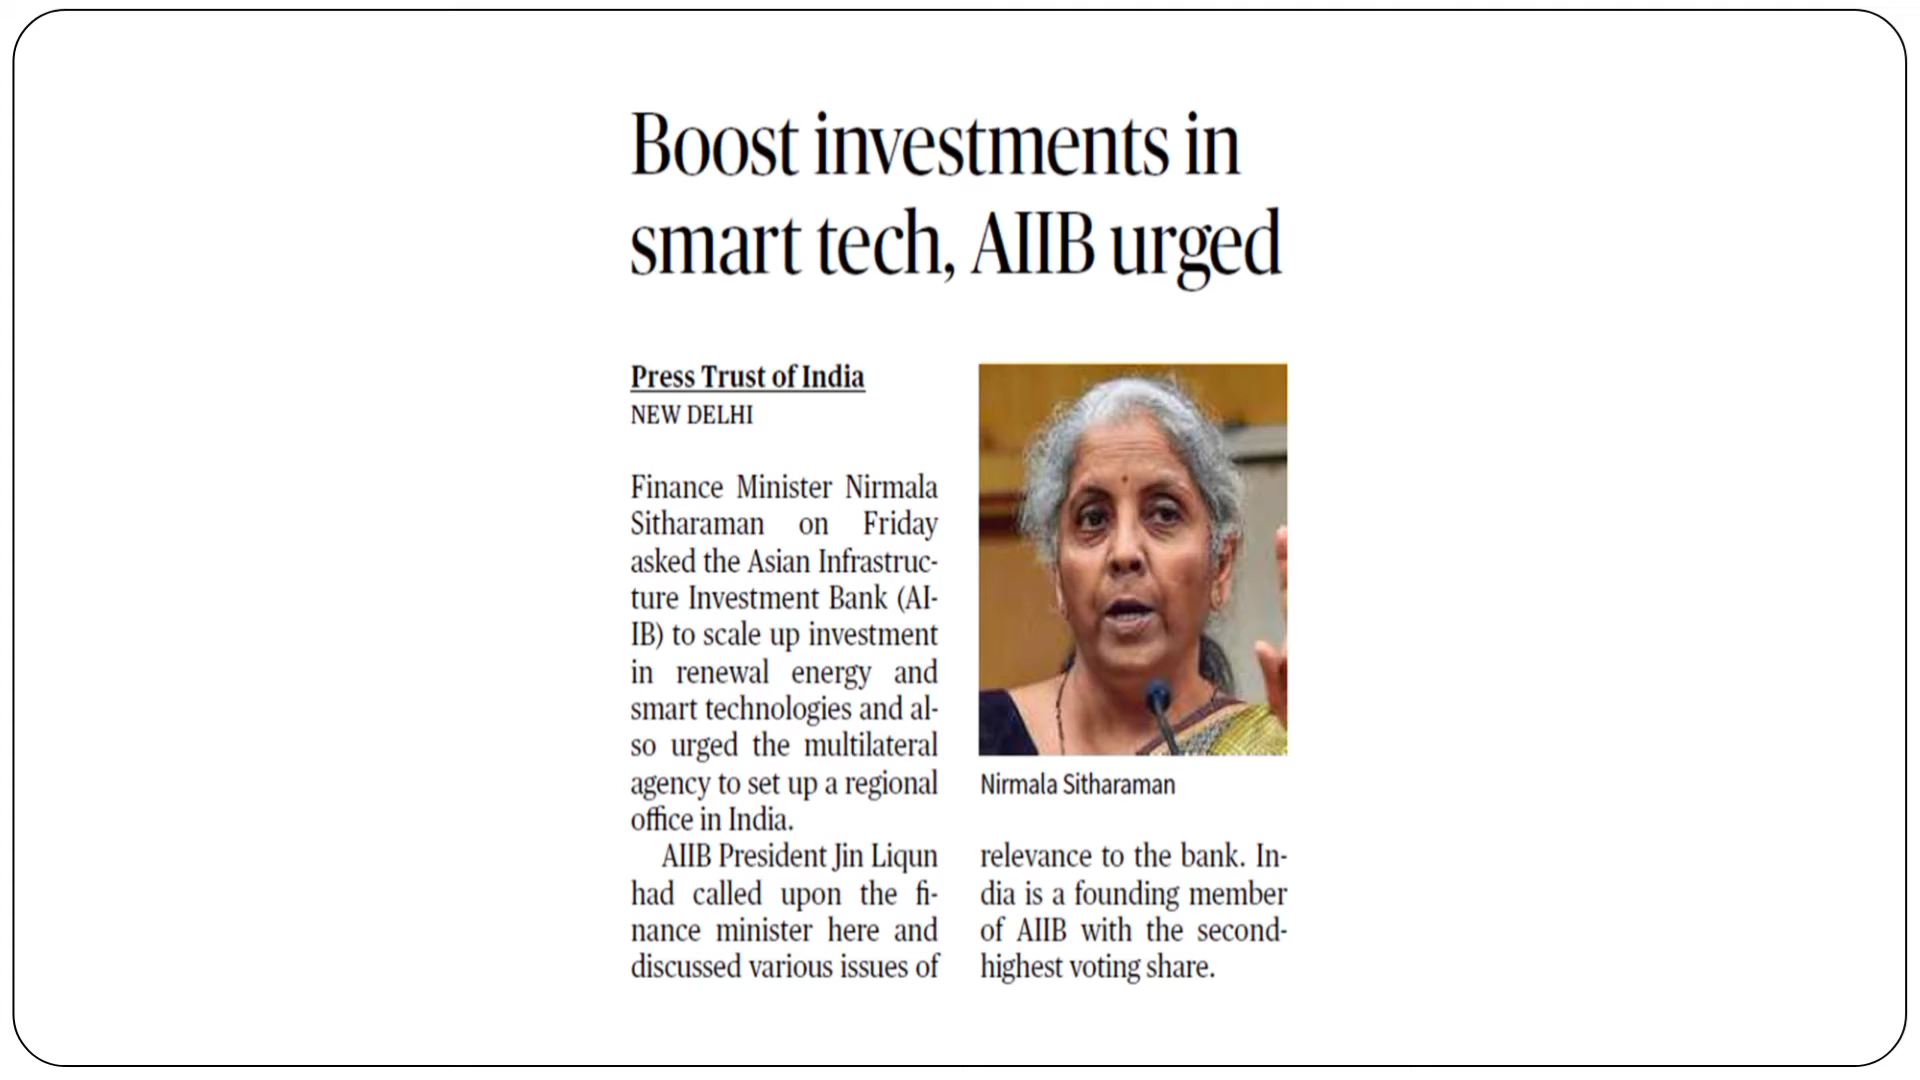 Boost investments in
smart tech, AIIB urged
Press Trust of India
NEW DELHI
Finance Minister Nirmala
Sitharaman on Friday
asked the Asian Infrastruc-
ture Investment Bank (AI-
IB) to scale up investment
in renewal energy and
smart technologies and al-
so urged the multilateral
agency to set up a regional
office in India.
AIIB President Jin Liqun
had called upon the fi-
nance minister here and
discussed various issues of
Nirmala Sitharaman
relevance to the bank. In-
dia is a founding member
of AIIB with the second-
highest voting share.